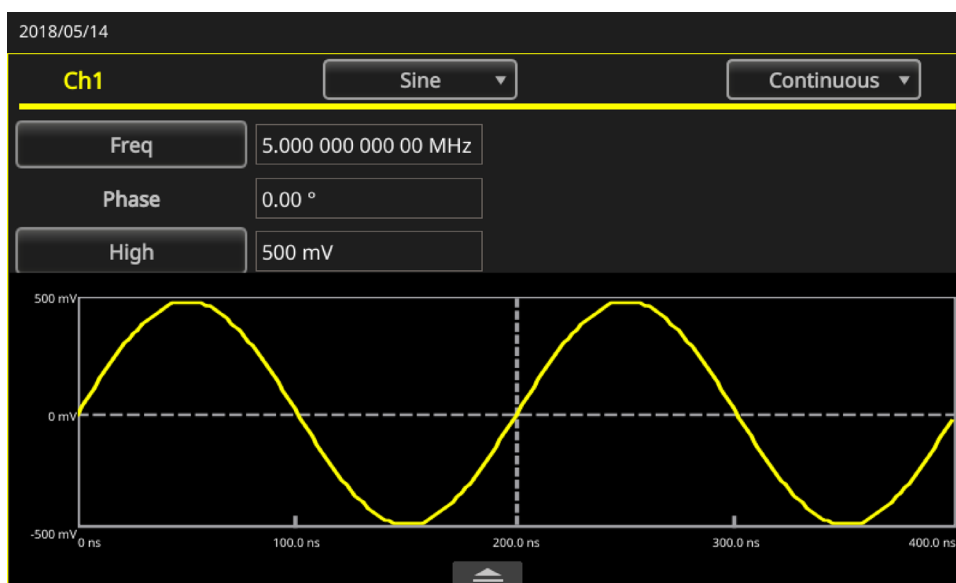 2018/05/14
Ch1 Sine Continuous
Freq 5.000 000 000 00 MHz
Phase 0.00 °
High 500 mV
500 mV
0 mV
-500 mV
0 ns 100.0 ns 200.0 ns 300.0 ns 400.0 ns